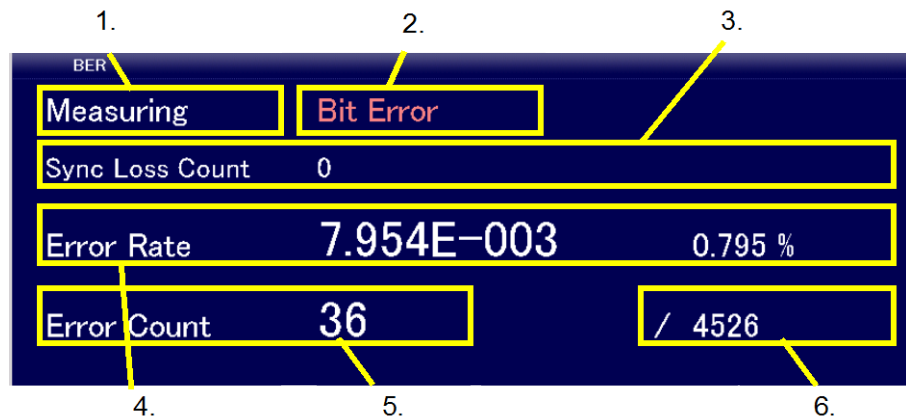 1. 2. 3.
BER
Measuring Bit Error
Sync Loss Count 0
Error Rate 7.954E-003 0.795 %
Error Count 36 / 4526
4. 5. 6.